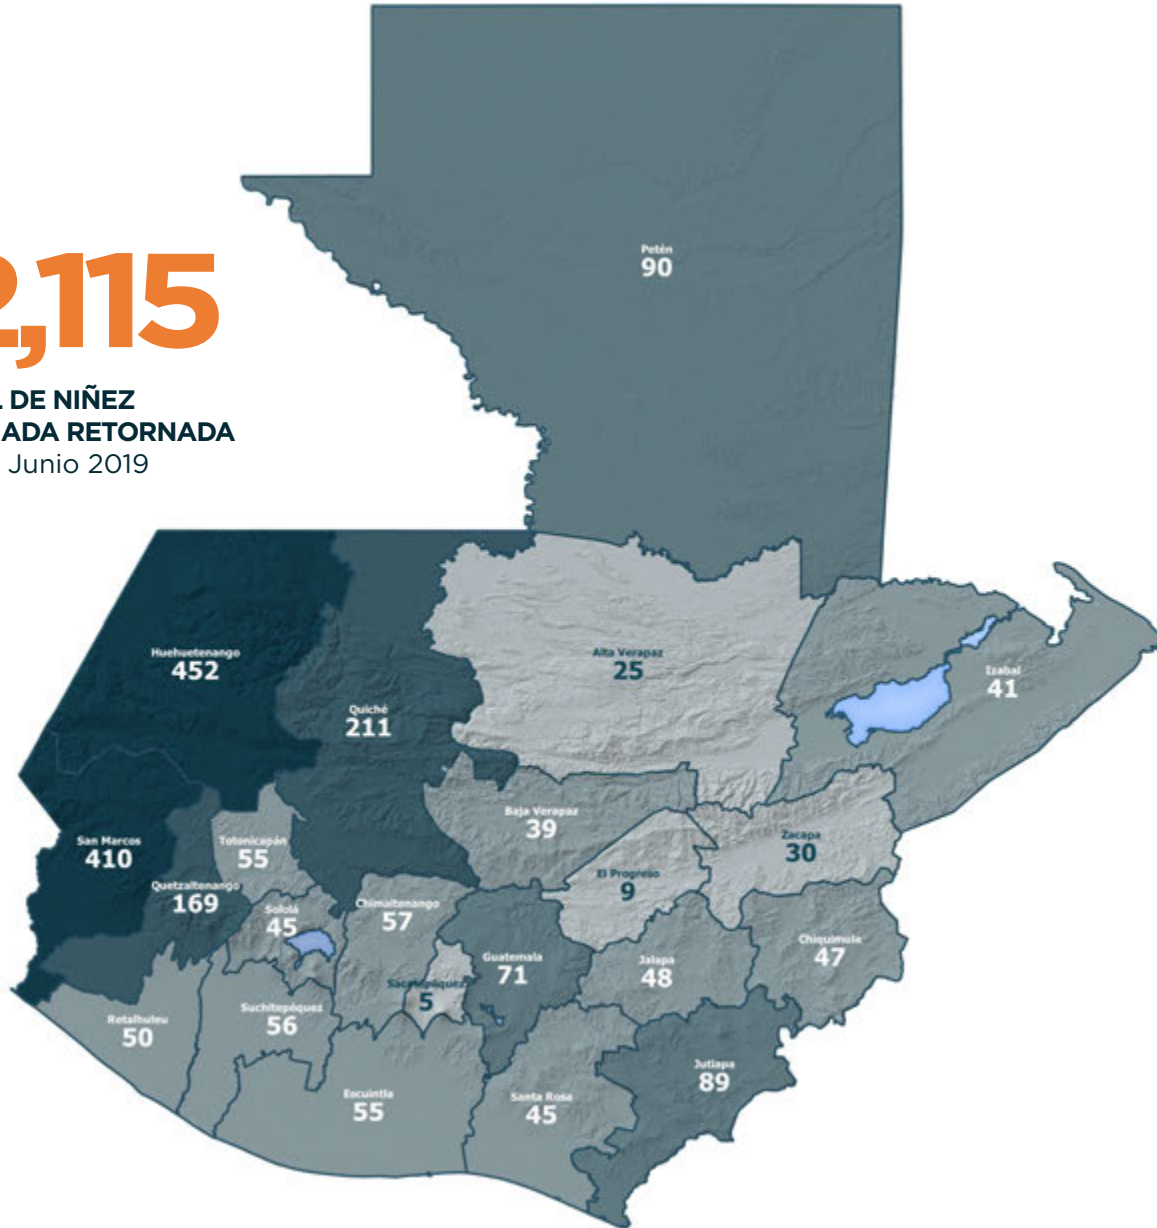 Petén
90
2,115
DE NIÑEZ
ADA RETORNADA
Junio 2019
Huehuetenango
452
Alta Verapaz
25
Izabal
41
Quiché
211
Baja Verapaz
39
San Marcos
410
Totonicapán
55
Zacapa
30
El Progreso
9
Quetzaltenango
169
Sololá
45
Chimaltenango
57
Guatemala
71
Jalapa
48
Chiquimula
47
Sacatepéquez
5
Suchitepéquez
56
Retalhuleu
50
Jutiapa
89
Escuintla
55
Santa Rosa
45